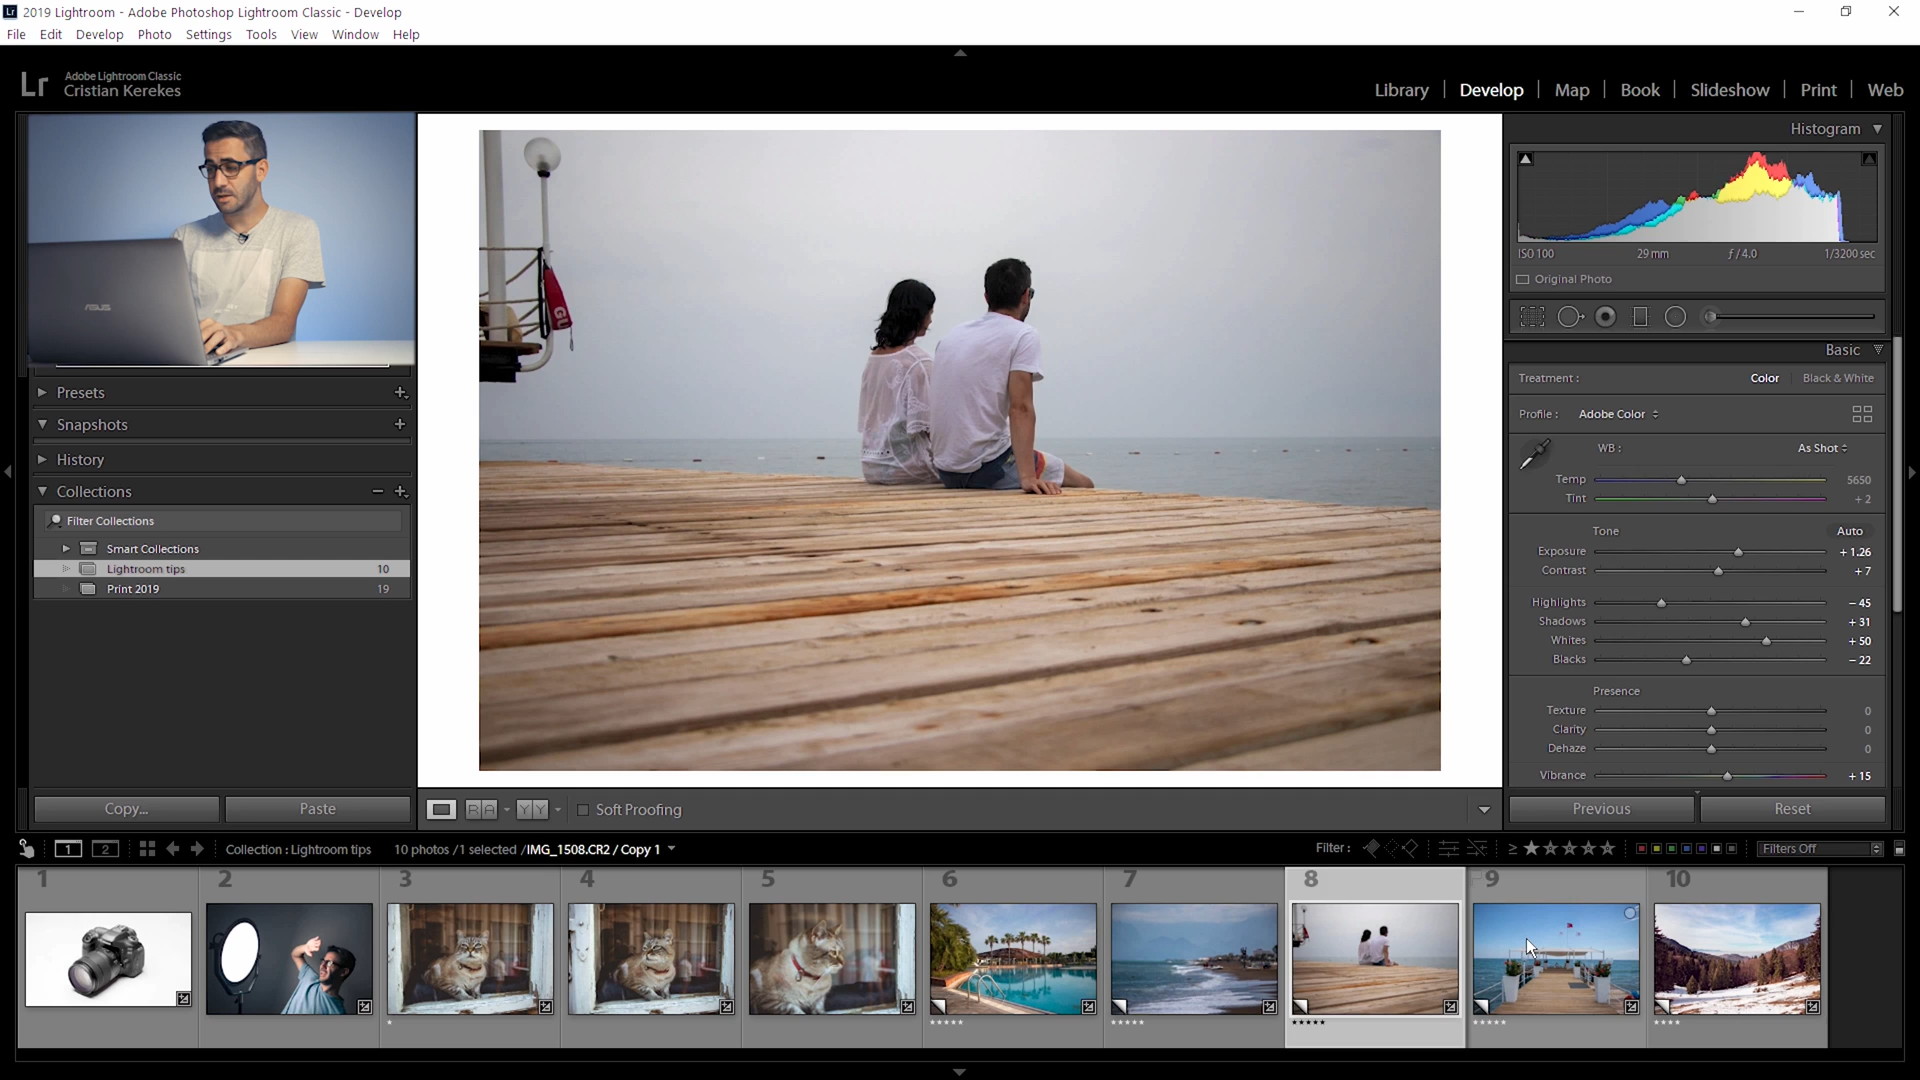 2019 Lightroom - Adobe Photoshop Lightroom Classic - Develop
File Edit Develop Photo Settings Tools View Window Help
Lr Adobe Lightroom Classic
Cristian Kerekes
Library Develop Map Book Slideshow Print Web
Histogram
ISO 100 29 mm ƒ / 4.0 1/3200 sec
Original Photo
ASUS
GU
Basic
Treatment : Color Black & White
Profile : Adobe Color
WB : As Shot
Temp 5650
Tint + 2
Tone Auto
Exposure + 1.26
Contrast + 7
Highlights − 45
Shadows + 31
Whites + 50
Blacks − 22
Presence
Texture 0
Clarity 0
Dehaze 0
Vibrance + 15
Previous Reset
Presets
Snapshots
History
Collections
Filter Collections
Smart Collections
Lightroom tips 10
Print 2019 19
Copy... Paste
R A Y Y Soft Proofing
1 2 Collection : Lightroom tips 10 photos / 1 selected / IMG_1508.CR2 / Copy 1
Filter : ≥ Filters Off
1 2 3 4 5 6 7 8 9 10